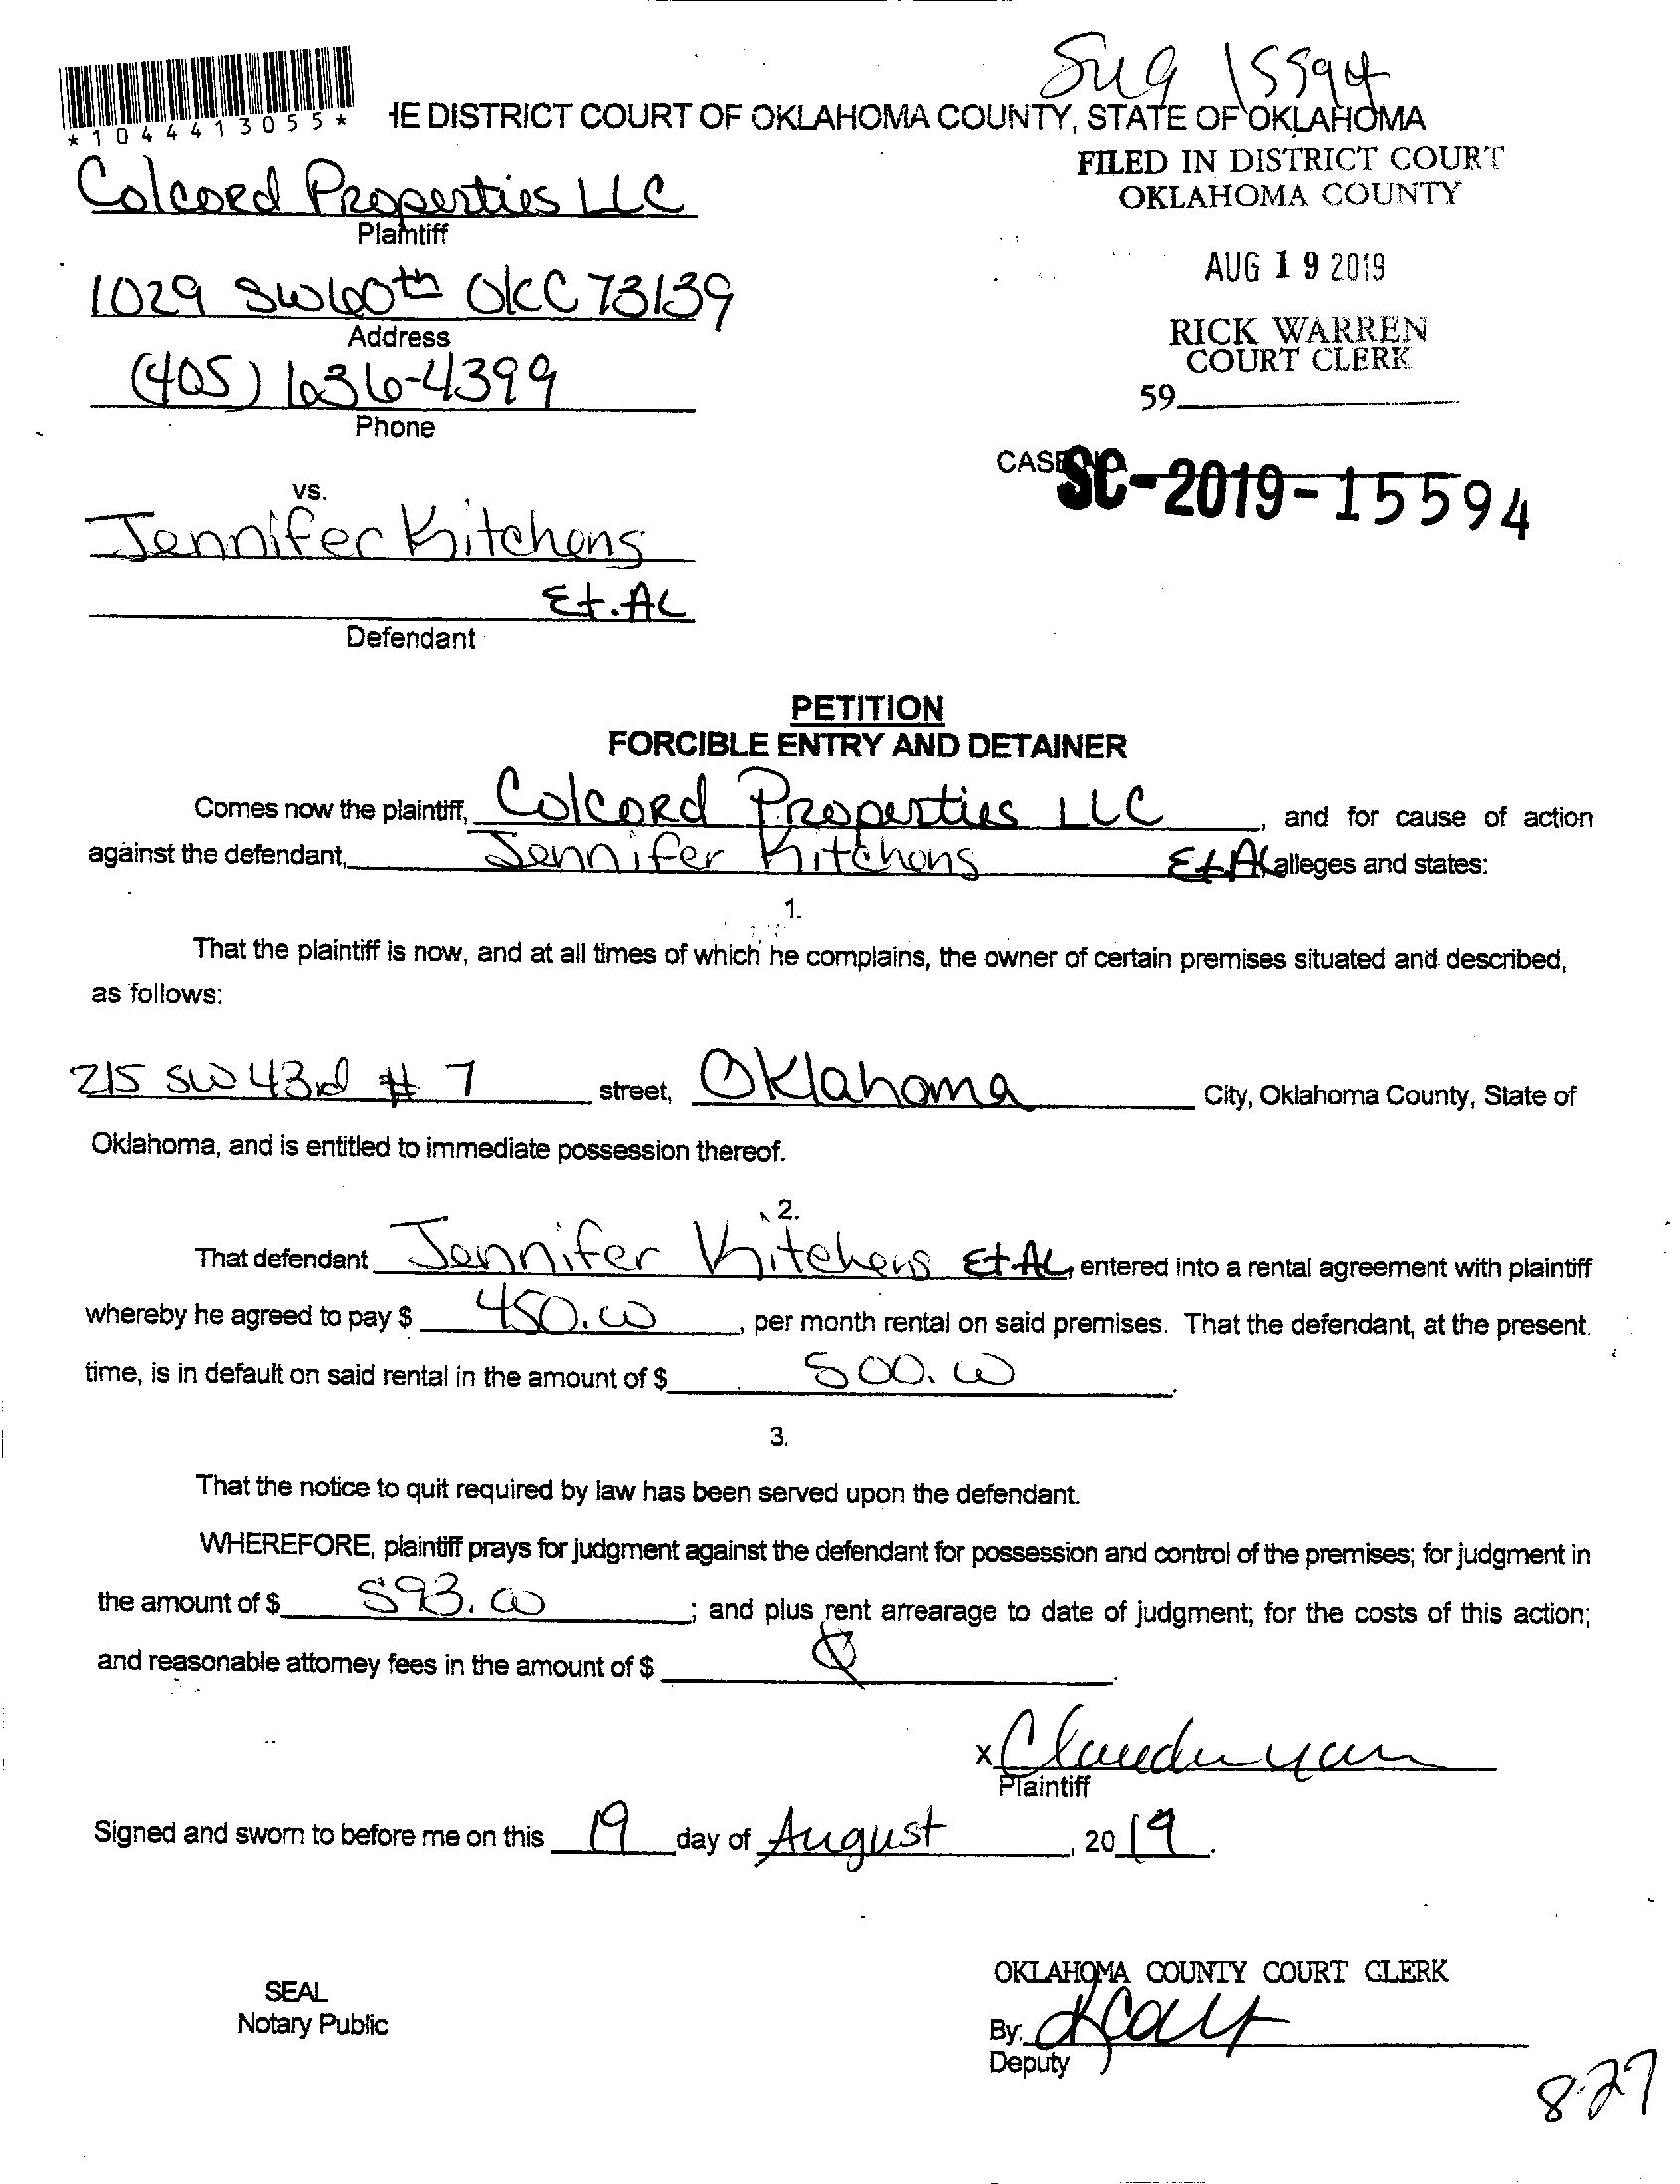 Sug 15594
*1044413055*
HE DISTRICT COURT OF OKLAHOMA COUNTY, STATE OF OKLAHOMA
FILED IN DISTRICT COURT
OKLAHOMA COUNTY
Colcord Properties LLC
Plaintiff
AUG 19 2019
1029 SW 60th OKC 73139
Address
RICK WARREN
COURT CLERK
(405) 636-4399
Phone
59
CASE
SC-2019-15594
vs.
Jennifer Kitchens
Et. AL
Defendant
PETITION
FORCIBLE ENTRY AND DETAINER
Comes now the plaintiff, Colcord Properties LLC, and for cause of action
against the defendant, Jennifer Kitchens Et AL alleges and states:
1.
That the plaintiff is now, and at all times of which he complains, the owner of certain premises situated and described,
as follows:
215 SW 43rd # 7 street, Oklahoma City, Oklahoma County, State of
Oklahoma, and is entitled to immediate possession thereof.
2.
That defendant Jennifer Kitchens Et. AL, entered into a rental agreement with plaintiff
whereby he agreed to pay $ 450.00, per month rental on said premises. That the defendant, at the present
time, is in default on said rental in the amount of $ 500.00.
3.
That the notice to quit required by law has been served upon the defendant.
WHEREFORE, plaintiff prays for judgment against the defendant for possession and control of the premises; for judgment in
the amount of $ 593.00; and plus rent arrearage to date of judgment; for the costs of this action;
and reasonable attorney fees in the amount of $ 0.
x
Plaintiff
Signed and sworn to before me on this 19 day of August, 2019.
OKLAHOMA COUNTY COURT CLERK
SEAL
Notary Public
By:
Deputy
8-27